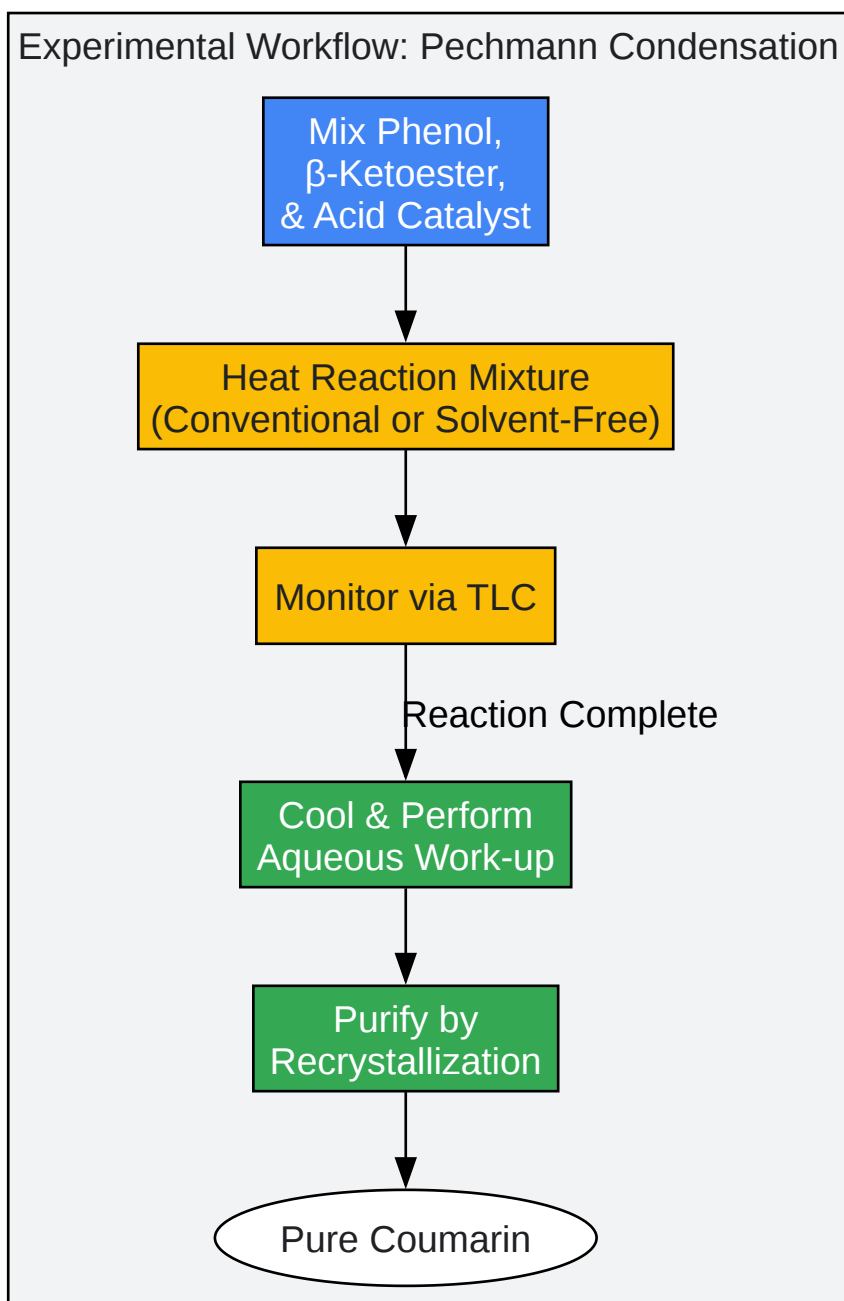 Experimental Workflow: Pechmann Condensation
Mix Phenol,
β-Ketoester,
& Acid Catalyst
Heat Reaction Mixture
(Conventional or Solvent-Free)
Monitor via TLC
Reaction Complete
Cool & Perform
Aqueous Work-up
Purify by
Recrystallization
Pure Coumarin